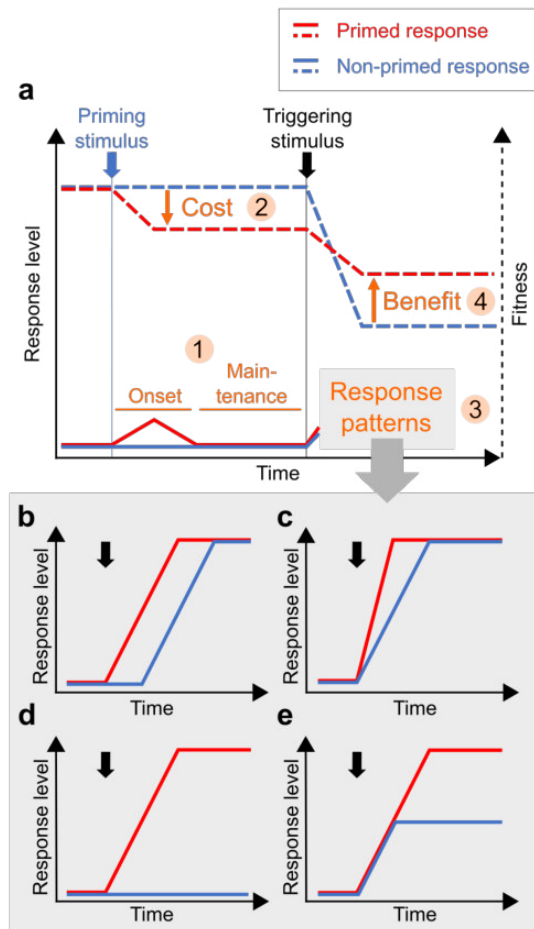 Primed response
Non-primed response
a
Priming
stimulus
Triggering
stimulus
Response level
Cost 2
Benefit 4
Fitness
1
Onset
Main-
tenance
Response
patterns
3
Time
b
Response level
Time
c
Response level
Time
d
Response level
Time
e
Response level
Time